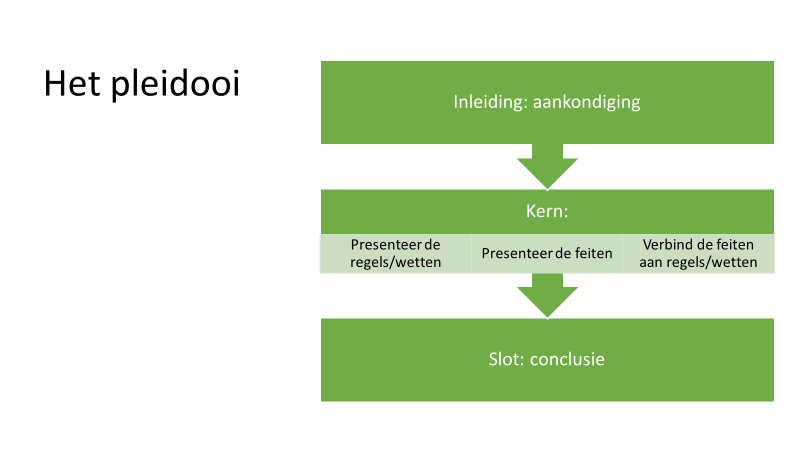 Het pleidooi
Inleiding: aankondiging
Kern:
Presenteer de
regels/wetten
Presenteer de feiten
Verbind de feiten
aan regels/wetten
Slot: conclusie